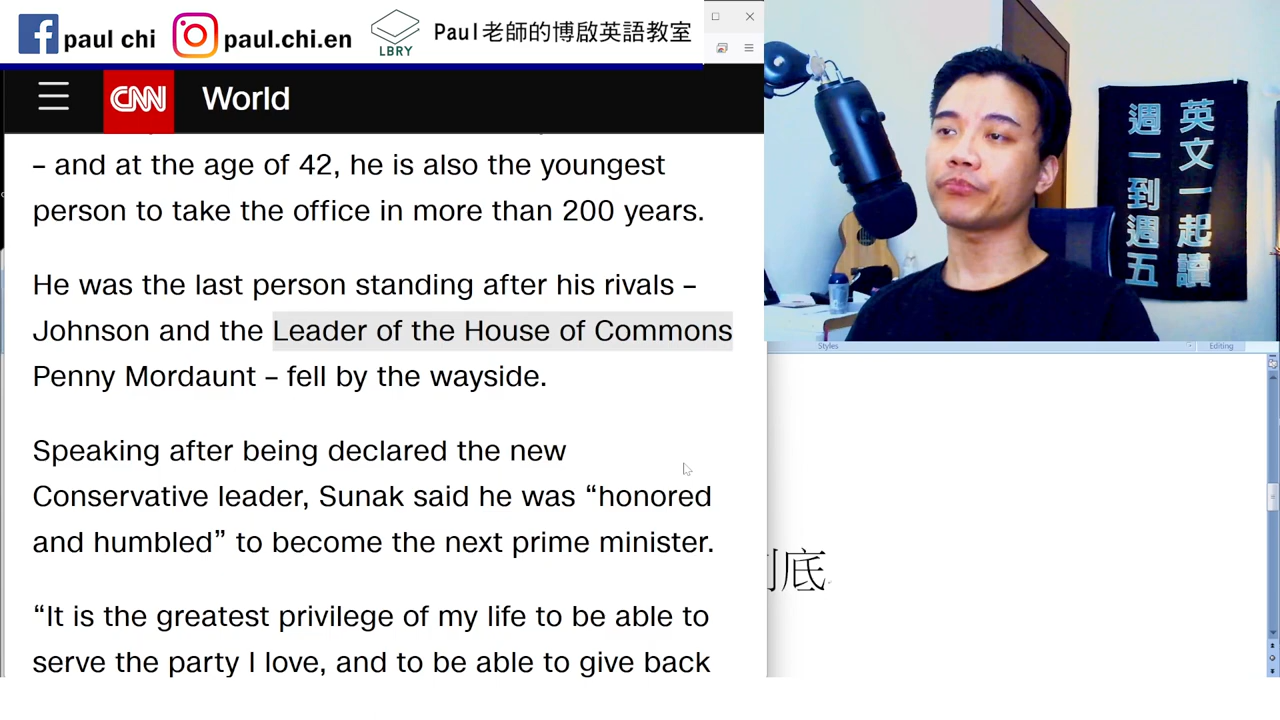 paul chi
paul.chi.en
LBRY
Paul老師的博啟英語教室
CNN World
– and at the age of 42, he is also the youngest
person to take the office in more than 200 years.
He was the last person standing after his rivals –
Johnson and the Leader of the House of Commons
Penny Mordaunt – fell by the wayside.
Speaking after being declared the new
Conservative leader, Sunak said he was “honored
and humbled” to become the next prime minister.
“It is the greatest privilege of my life to be able to
serve the party I love, and to be able to give back
英文一起讀
週一到週五
Styles
Editing
到底